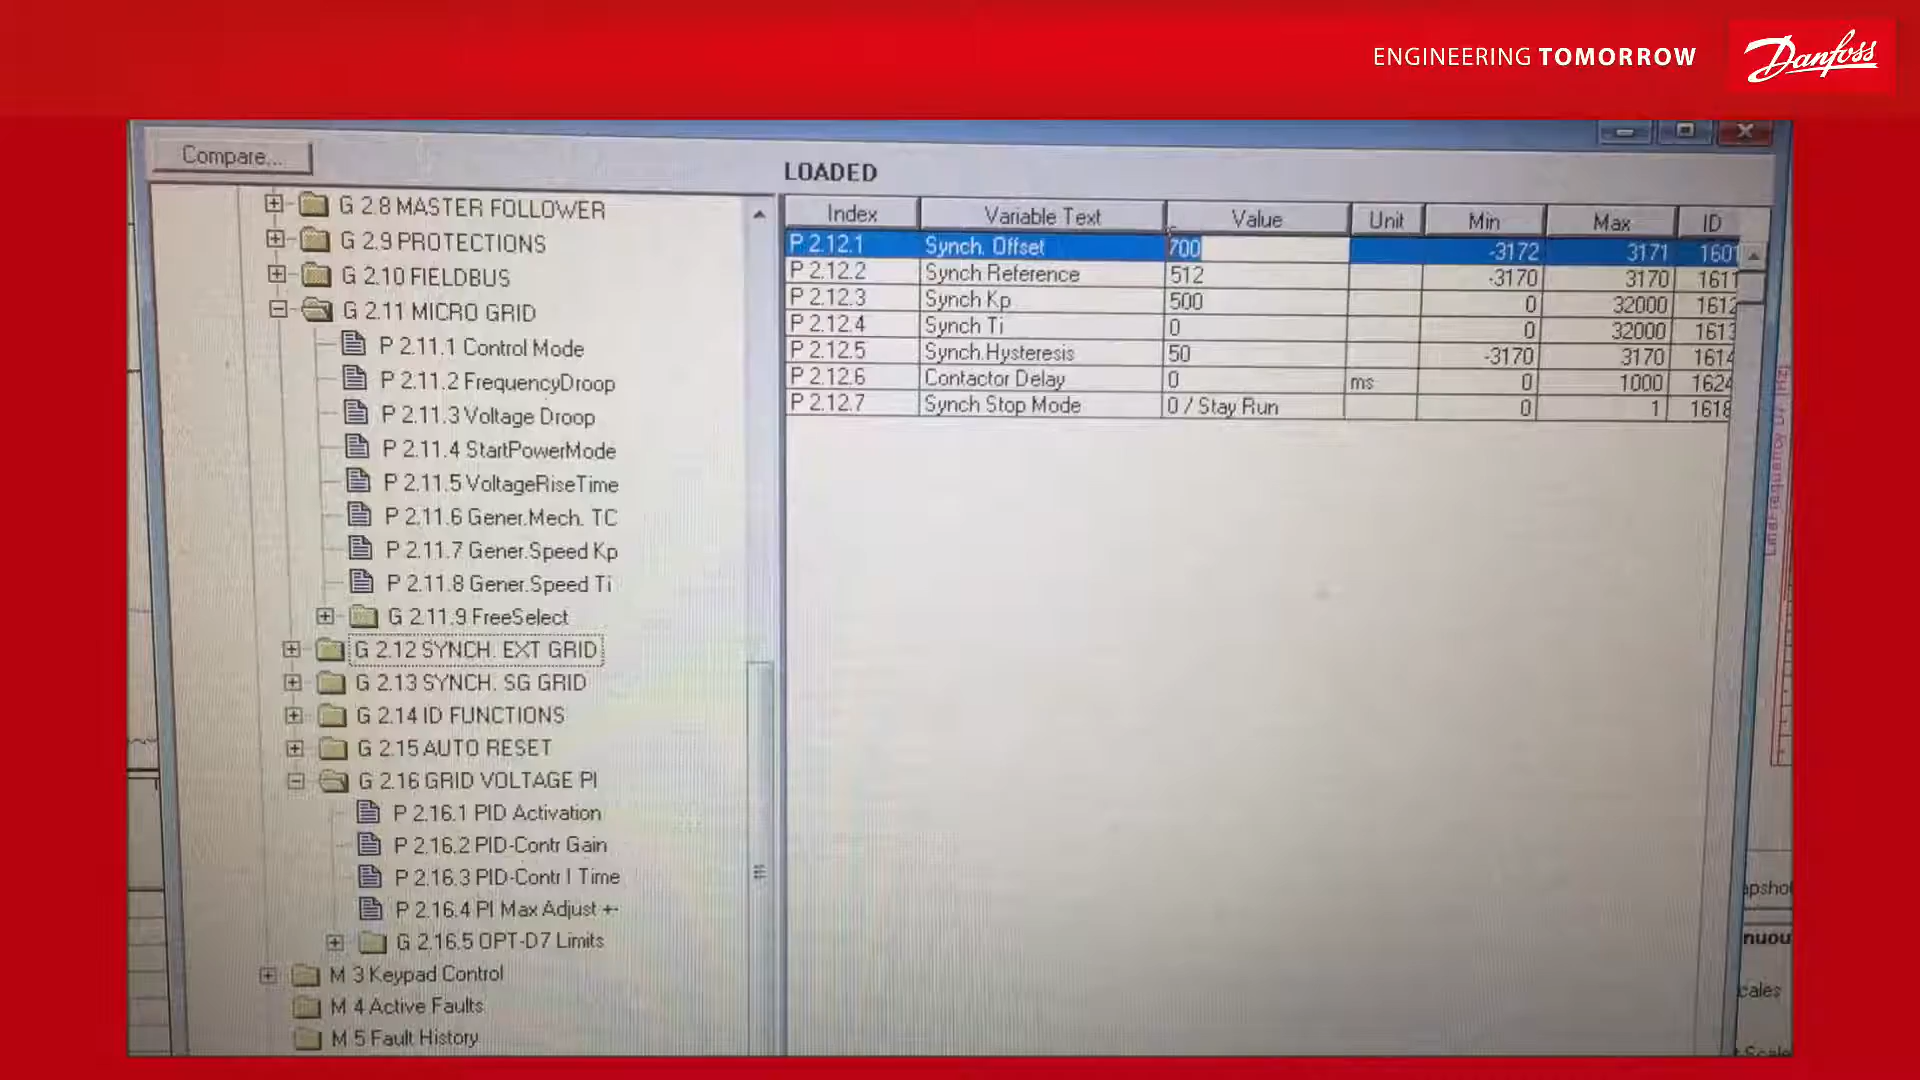 ENGINEERING TOMORROW
Danfoss
Compare...
LOADED
G 2.8 MASTER FOLLOWER
G 2.9 PROTECTIONS
G 2.10 FIELDBUS
G 2.11 MICRO GRID
P 2.11.1 Control Mode
P 2.11.2 FrequencyDroop
P 2.11.3 Voltage Droop
P 2.11.4 StartPowerMode
P 2.11.5 VoltageRiseTime
P 2.11.6 Gener.Mech. TC
P 2.11.7 Gener.Speed Kp
P 2.11.8 Gener.Speed Ti
G 2.11.9 FreeSelect
G 2.12 SYNCH. EXT GRID
G 2.13 SYNCH. SG GRID
G 2.14 ID FUNCTIONS
G 2.15 AUTO RESET
G 2.16 GRID VOLTAGE PI
P 2.16.1 PID Activation
P 2.16.2 PID-Contr Gain
P 2.16.3 PID-Contr I Time
P 2.16.4 PI Max Adjust +-
G 2.16.5 OPT-D7 Limits
M 3 Keypad Control
M 4 Active Faults
M 5 Fault History
Index Variable Text Value Unit Min Max ID
P 2.12.1 Synch. Offset 700 -3172 3171 1601
P 2.12.2 Synch Reference 512 -3170 3170 1611
P 2.12.3 Synch Kp 500 0 32000 1612
P 2.12.4 Synch Ti 0 0 32000 1613
P 2.12.5 Synch.Hysteresis 50 -3170 3170 1614
P 2.12.6 Contactor Delay 0 ms 0 1000 1624
P 2.12.7 Synch Stop Mode 0 / Stay Run 0 1 1618
pshot
nuou
cales